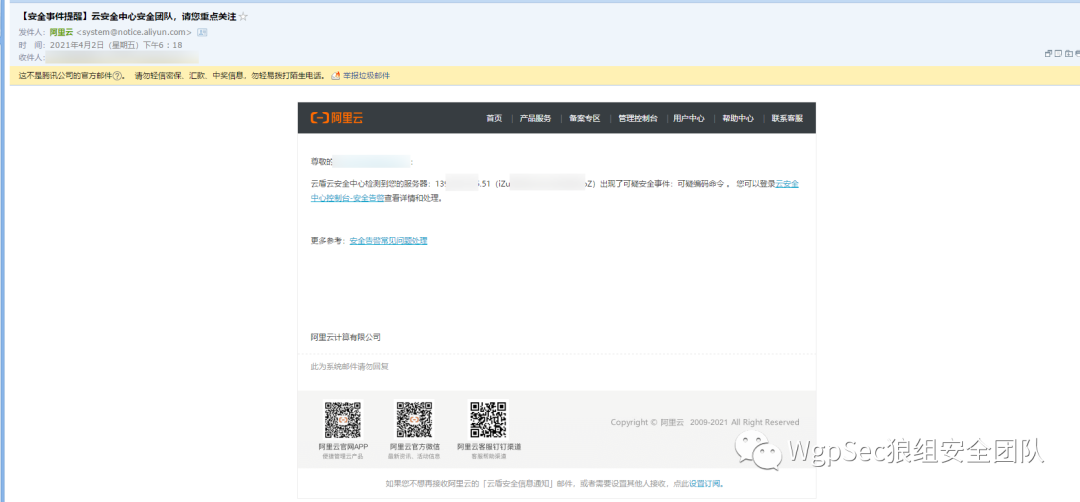 【安全事件提醒】云安全中心安全团队，请您重点关注☆
发件人：阿里云 <system@notice.aliyun.com>
时 间：2021年4月2日（星期五）下午6：18
收件人：
这不是腾讯公司的官方邮件?。 请勿轻信密保、汇款、中奖信息，勿轻易拨打陌生电话。 举报垃圾邮件
阿里云 首页 | 产品服务 | 备案专区 | 管理控制台 | 用户中心 | 帮助中心 | 联系客服
尊敬的 :
云盾云安全中心检测到您的服务器：139 .51（iZu Z）出现了可疑安全事件：可疑编码命令 。 您可以登录云安全
中心控制台-安全告警查看详情和处理。
更多参考：安全告警常见问题处理
阿里云计算有限公司
此为系统邮件请勿回复
阿里云官网APP 阿里云官方微信 阿里云客服钉钉渠道
便捷管理云产品 最新资讯、活动信息 客服帮助渠道
Copyright © 阿里云 2009-2021 All Right Reserved
WgpSec狼组安全团队
如果您不想再接收阿里云的「云盾安全信息通知」邮件，或者需要设置其他人接收，点此设置订阅。